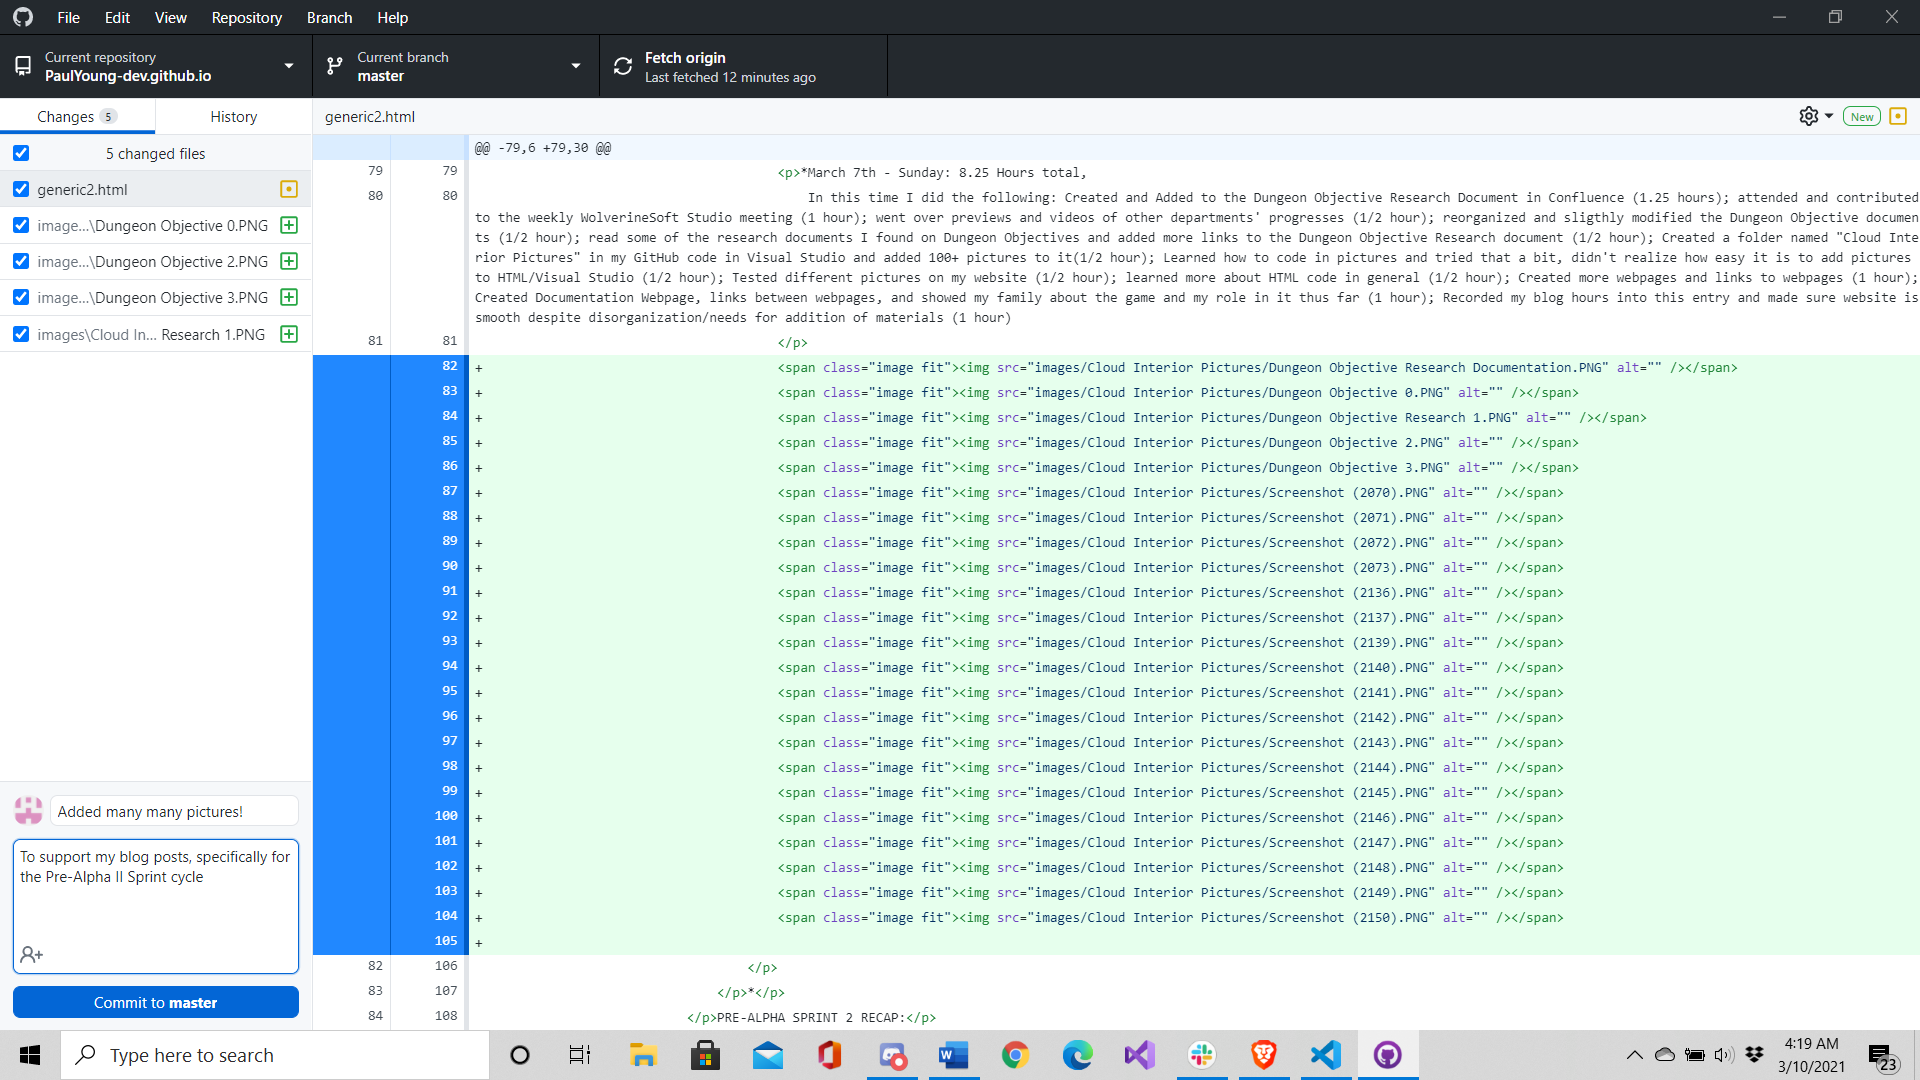 File Edit View Repository Branch Help
Current repository
PaulYoung-dev.github.io
Current branch
master
Fetch origin
Last fetched 12 minutes ago
Changes 5
History
generic2.html
New
5 changed files
generic2.html
image...\Dungeon Objective 0.PNG
image...\Dungeon Objective 2.PNG
image...\Dungeon Objective 3.PNG
images\Cloud In... Research 1.PNG
@@ -79,6 +79,30 @@
79 79 <p>*March 7th - Sunday: 8.25 Hours total,
80 80 In this time I did the following: Created and Added to the Dungeon Objective Research Document in Confluence (1.25 hours); attended and contributed
to the weekly WolverineSoft Studio meeting (1 hour); went over previews and videos of other departments' progresses (1/2 hour); reorganized and sligthly modified the Dungeon Objective documen
ts (1/2 hour); read some of the research documents I found on Dungeon Objectives and added more links to the Dungeon Objective Research document (1/2 hour); Created a folder named "Cloud Inte
rior Pictures" in my GitHub code in Visual Studio and added 100+ pictures to it(1/2 hour); Learned how to code in pictures and tried that a bit, didn't realize how easy it is to add pictures
to HTML/Visual Studio (1/2 hour); Tested different pictures on my website (1/2 hour); learned more about HTML code in general (1/2 hour); Created more webpages and links to webpages (1 hour);
Created Documentation Webpage, links between webpages, and showed my family about the game and my role in it thus far (1 hour); Recorded my blog hours into this entry and made sure website is
smooth despite disorganization/needs for addition of materials (1 hour)
81 81 </p>
82 + <span class="image fit"><img src="images/Cloud Interior Pictures/Dungeon Objective Research Documentation.PNG" alt="" /></span>
83 + <span class="image fit"><img src="images/Cloud Interior Pictures/Dungeon Objective 0.PNG" alt="" /></span>
84 + <span class="image fit"><img src="images/Cloud Interior Pictures/Dungeon Objective Research 1.PNG" alt="" /></span>
85 + <span class="image fit"><img src="images/Cloud Interior Pictures/Dungeon Objective 2.PNG" alt="" /></span>
86 + <span class="image fit"><img src="images/Cloud Interior Pictures/Dungeon Objective 3.PNG" alt="" /></span>
87 + <span class="image fit"><img src="images/Cloud Interior Pictures/Screenshot (2070).PNG" alt="" /></span>
88 + <span class="image fit"><img src="images/Cloud Interior Pictures/Screenshot (2071).PNG" alt="" /></span>
89 + <span class="image fit"><img src="images/Cloud Interior Pictures/Screenshot (2072).PNG" alt="" /></span>
90 + <span class="image fit"><img src="images/Cloud Interior Pictures/Screenshot (2073).PNG" alt="" /></span>
91 + <span class="image fit"><img src="images/Cloud Interior Pictures/Screenshot (2136).PNG" alt="" /></span>
92 + <span class="image fit"><img src="images/Cloud Interior Pictures/Screenshot (2137).PNG" alt="" /></span>
93 + <span class="image fit"><img src="images/Cloud Interior Pictures/Screenshot (2139).PNG" alt="" /></span>
94 + <span class="image fit"><img src="images/Cloud Interior Pictures/Screenshot (2140).PNG" alt="" /></span>
95 + <span class="image fit"><img src="images/Cloud Interior Pictures/Screenshot (2141).PNG" alt="" /></span>
96 + <span class="image fit"><img src="images/Cloud Interior Pictures/Screenshot (2142).PNG" alt="" /></span>
97 + <span class="image fit"><img src="images/Cloud Interior Pictures/Screenshot (2143).PNG" alt="" /></span>
98 + <span class="image fit"><img src="images/Cloud Interior Pictures/Screenshot (2144).PNG" alt="" /></span>
99 + <span class="image fit"><img src="images/Cloud Interior Pictures/Screenshot (2145).PNG" alt="" /></span>
100 + <span class="image fit"><img src="images/Cloud Interior Pictures/Screenshot (2146).PNG" alt="" /></span>
101 + <span class="image fit"><img src="images/Cloud Interior Pictures/Screenshot (2147).PNG" alt="" /></span>
102 + <span class="image fit"><img src="images/Cloud Interior Pictures/Screenshot (2148).PNG" alt="" /></span>
103 + <span class="image fit"><img src="images/Cloud Interior Pictures/Screenshot (2149).PNG" alt="" /></span>
104 + <span class="image fit"><img src="images/Cloud Interior Pictures/Screenshot (2150).PNG" alt="" /></span>
105 +
82 106 </p>
83 107 </p>*</p>
84 108 </p>PRE-ALPHA SPRINT 2 RECAP:</p>
Added many many pictures!
To support my blog posts, specifically for
the Pre-Alpha II Sprint cycle
Commit to master
Type here to search
4:19 AM
3/10/2021
23